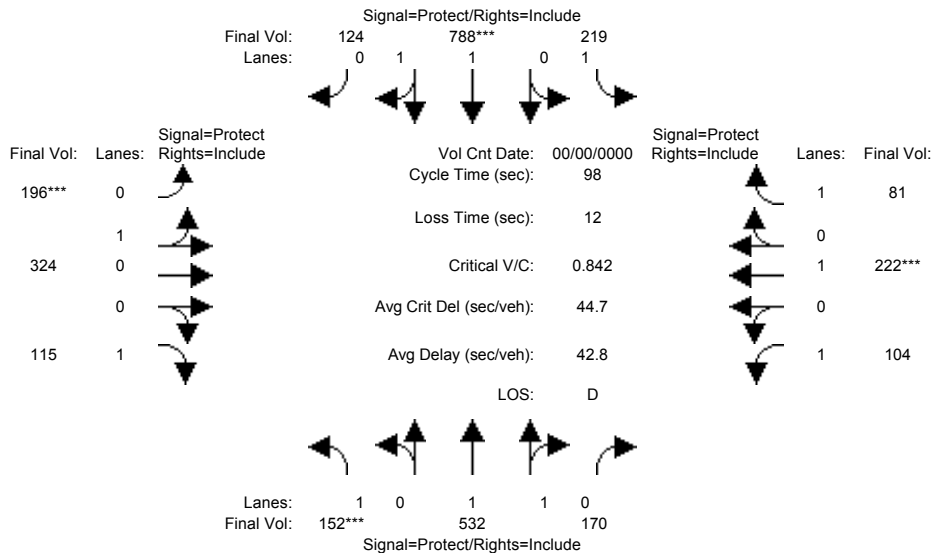 Signal=Protect/Rights=Include
Final Vol: 124 788*** 219
Lanes: 0 1 1 0 1
Signal=Protect Signal=Protect
Final Vol: Lanes: Rights=Include Vol Cnt Date: 00/00/0000 Rights=Include Lanes: Final Vol:
Cycle Time (sec): 98
196*** 0 1 81
Loss Time (sec): 12
1 0
324 0 Critical V/C: 0.842 1 222***
0 Avg Crit Del (sec/veh): 44.7 0
115 1 Avg Delay (sec/veh): 42.8 1 104
LOS: D
Lanes: 1 0 1 1 0
Final Vol: 152*** 532 170
Signal=Protect/Rights=Include